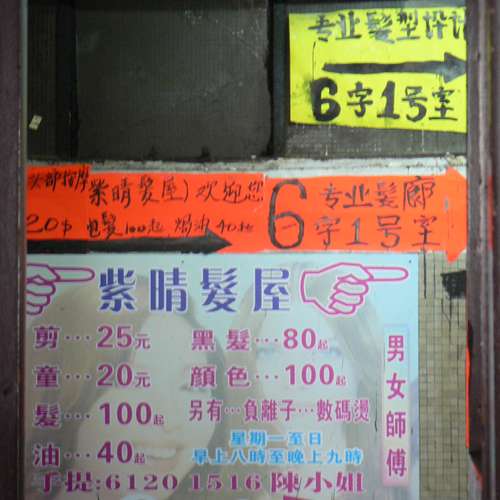 专业髮型设计
6字1号室
头部按摩
紫晴髮屋)欢迎您
20中 电髮100起 焗油40起
6
专业髮廊
字1号室
紫晴髮屋
剪…25元
童…20元
髮…100起
油…40起
黑髮…80起
顏色…100起
另有…負離子…數碼燙
星期一至日
早上八時至晚上九時
手提:6120 1516 陳小姐
男女師傅